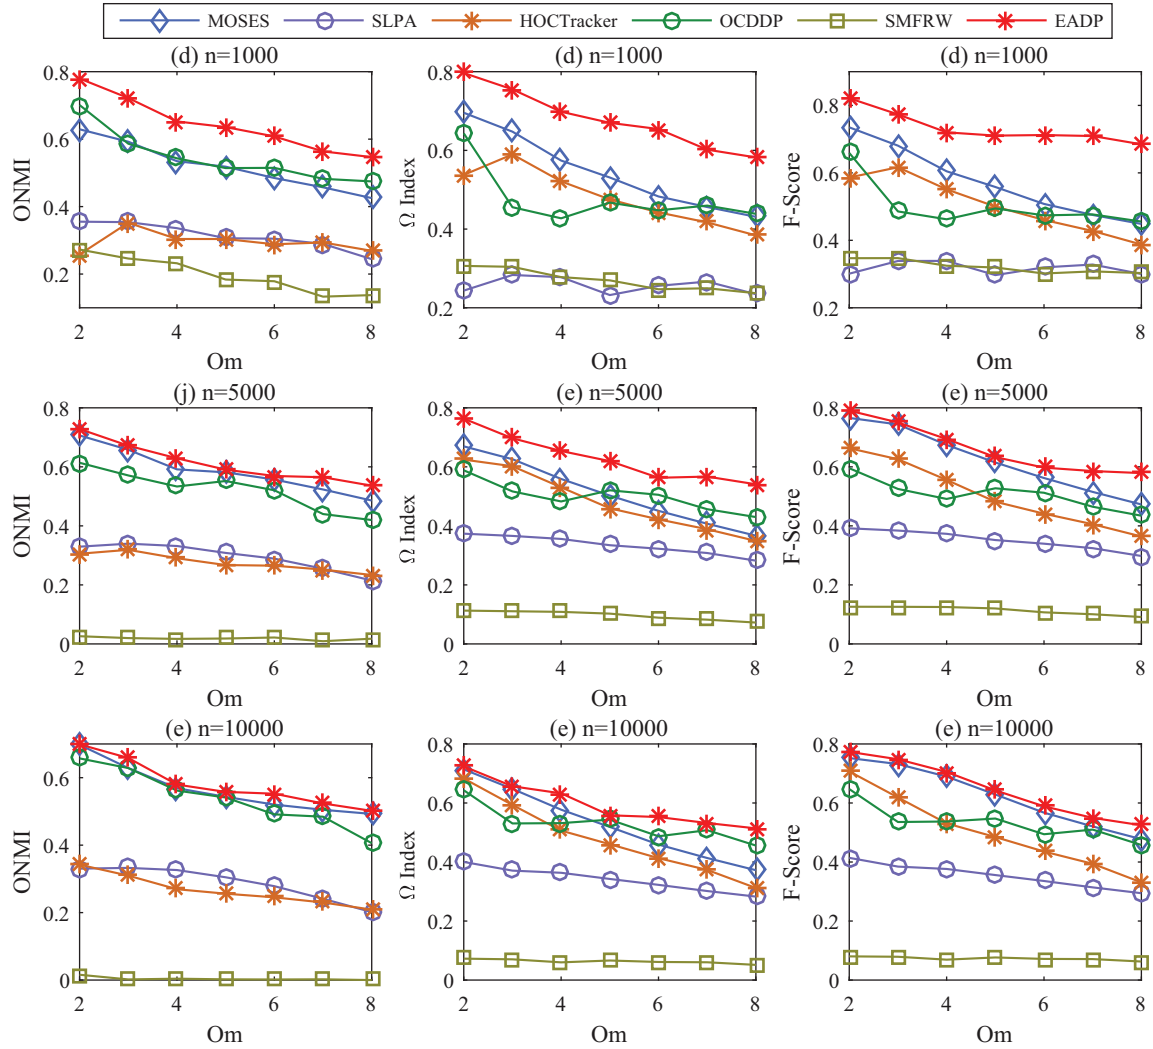 MOSES SLPA HOCTracker OCDDP SMFRW EADP
(d) n=1000 (d) n=1000 (d) n=1000
0.8 0.6 0.4 0.2
ONMI
2 4 6 8
Om
0.8 0.6 0.4 0.2
Ω Index
2 4 6 8
Om
0.8 0.6 0.4 0.2
F-Score
2 4 6 8
Om
(j) n=5000 (e) n=5000 (e) n=5000
0.8 0.6 0.4 0.2 0
ONMI
2 4 6 8
Om
0.8 0.6 0.4 0.2 0
Ω Index
2 4 6 8
Om
0.8 0.6 0.4 0.2 0
F-Score
2 4 6 8
Om
(e) n=10000 (e) n=10000 (e) n=10000
0.6 0.4 0.2 0
ONMI
2 4 6 8
Om
0.8 0.6 0.4 0.2 0
Ω Index
2 4 6 8
Om
0.8 0.6 0.4 0.2 0
F-Score
2 4 6 8
Om